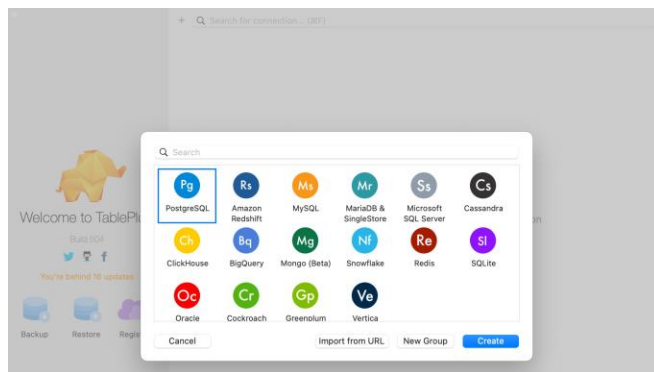 + Search for connection... (⌘F)
Search
Pg Rs Ms Mr Ss Cs
PostgreSQL Amazon Redshift MySQL MariaDB & SingleStore Microsoft SQL Server Cassandra
Ch Bq Mg Nf Re Sl
ClickHouse BigQuery Mongo (Beta) Snowflake Redis SQLite
Oc Cr Gp Ve
Oracle Cockroach Greenplum Vertica
Cancel Import from URL New Group Create
Welcome to TablePl
Build 504
You're behind 18 updates
Backup Restore Regis